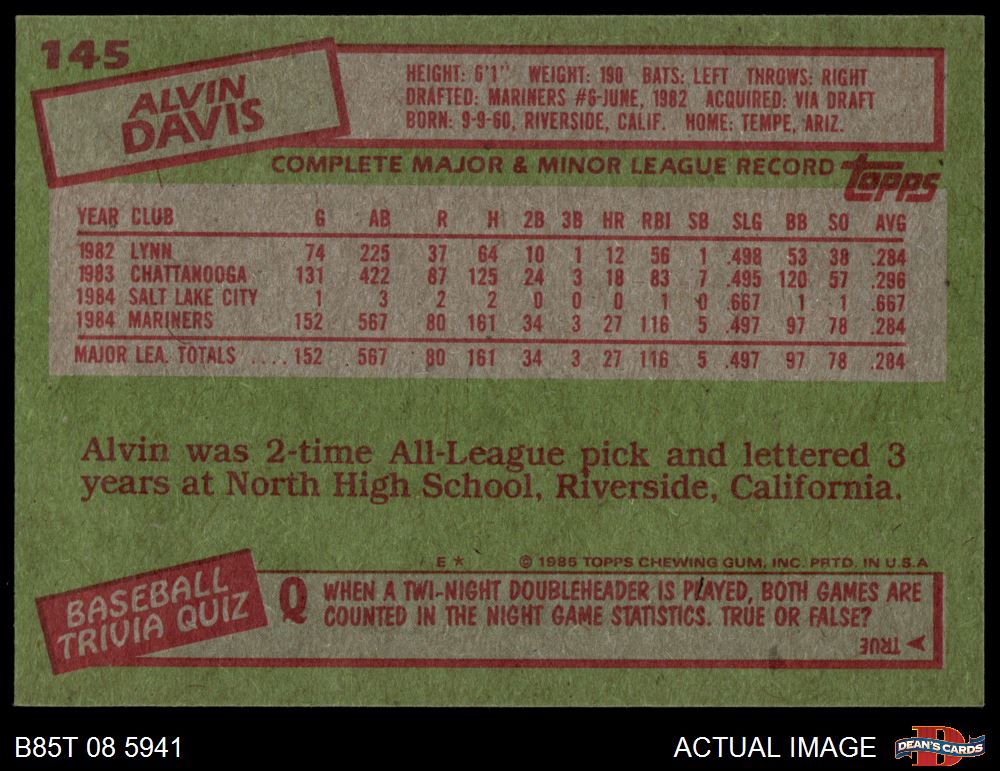 145
ALVIN
DAVIS
HEIGHT: 6'1" WEIGHT: 190 BATS: LEFT THROWS: RIGHT
DRAFTED: MARINERS #6-JUNE, 1982 ACQUIRED: VIA DRAFT
BORN: 9-9-60, RIVERSIDE, CALIF. HOME: TEMPE, ARIZ.
COMPLETE MAJOR & MINOR LEAGUE RECORD
topps
YEAR CLUB G AB R H 2B 3B HR RBI SB SLG BB SO AVG
1982 LYNN 74 225 37 64 10 1 12 56 1 .498 53 38 .284
1983 CHATTANOOGA 131 422 87 125 24 3 18 83 7 .495 120 57 .296
1984 SALT LAKE CITY 1 3 2 2 0 0 0 1 0 .667 1 1 .667
1984 MARINERS 152 567 80 161 34 3 27 116 5 .497 97 78 .284
MAJOR LEA. TOTALS .... 152 567 80 161 34 3 27 116 5 .497 97 78 .284
Alvin was 2-time All-League pick and lettered 3
years at North High School, Riverside, California.
E * © 1985 TOPPS CHEWING GUM, INC. PRTD. IN U.S.A
BASEBALL
TRIVIA QUIZ
Q WHEN A TWI-NIGHT DOUBLEHEADER IS PLAYED, BOTH GAMES ARE
COUNTED IN THE NIGHT GAME STATISTICS. TRUE OR FALSE?
TRUE
B85T 08 5941
ACTUAL IMAGE
D
DEAN'S CARDS